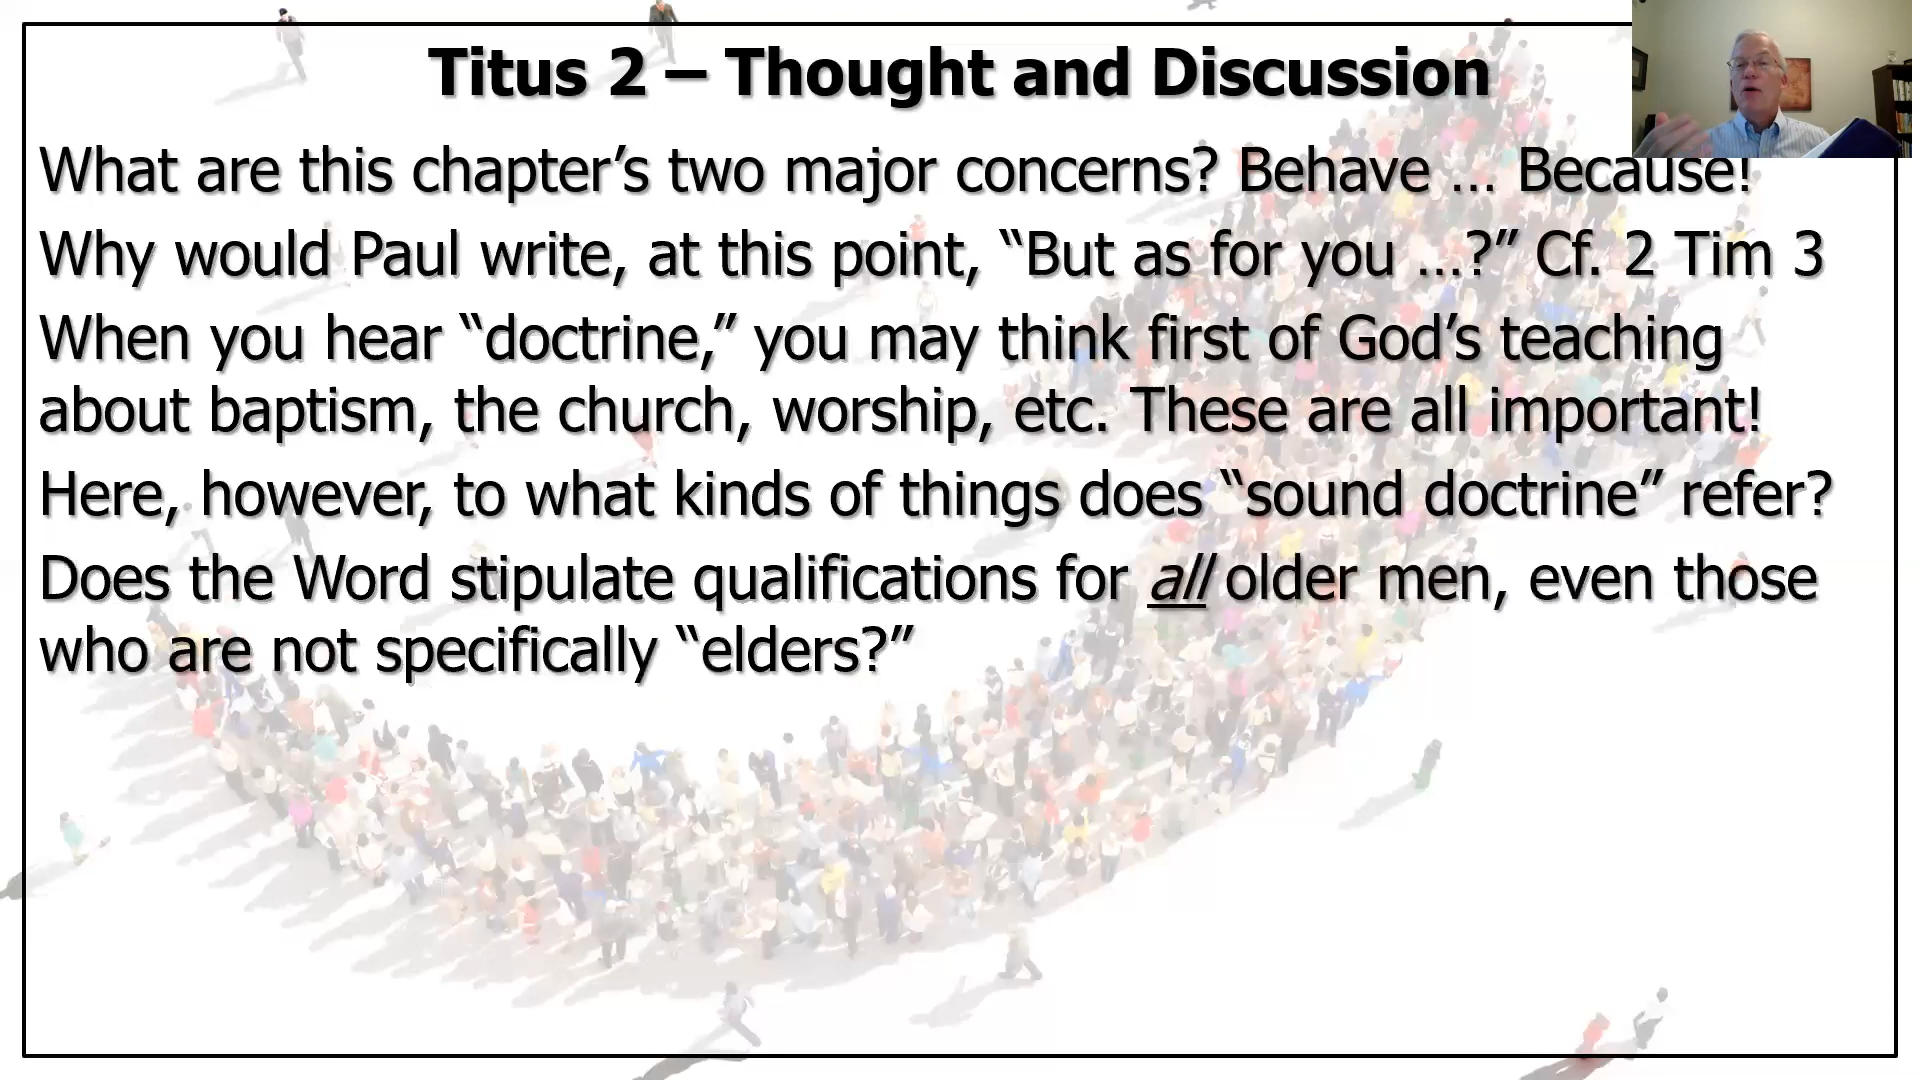 Titus 2 – Thought and Discussion
What are this chapter’s two major concerns? Behave … Because!
Why would Paul write, at this point, “But as for you …?” Cf. 2 Tim 3
When you hear “doctrine,” you may think first of God’s teaching
about baptism, the church, worship, etc. These are all important!
Here, however, to what kinds of things does “sound doctrine” refer?
Does the Word stipulate qualifications for all older men, even those
who are not specifically “elders?”